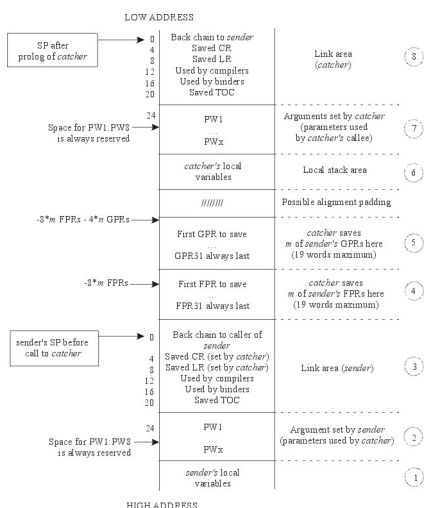 LOW ADDRESS
SP after
prolog of catcher
0 Back chain to sender
4 Saved CR
8 Saved LR
12 Used by compilers
16 Used by binders
20 Saved TOC
Link area
(catcher)
8
24
Space for PW1:PW8
is always reserved
PW1
...
PWx
Arguments set by catcher
(parameters used
by catcher's callee)
7
catcher's local
variables
Local stack area
6
///////
Possible alignment padding
-8*m FPRs - 4*n GPRs
First GPR to save
...
GPR31 always last
catcher saves
m of sender's GPRs here
(19 words maximum)
5
-8*m FPRs
First FPR to save
...
FPR31 always last
catcher saves
m of sender's FPRs here
(19 words maximum)
4
sender's SP before
call to catcher
0 Back chain to caller of
sender
4 Saved CR (set by catcher)
8 Saved LR (set by catcher)
12 Used by compilers
16 Used by binders
20 Saved TOC
Link area (sender)
3
24
Space for PW1:PW8
is always reserved
PW1
...
PWx
Argument set by sender
(parameters used by catcher)
2
sender's local
variables
1
HIGH ADDRESS